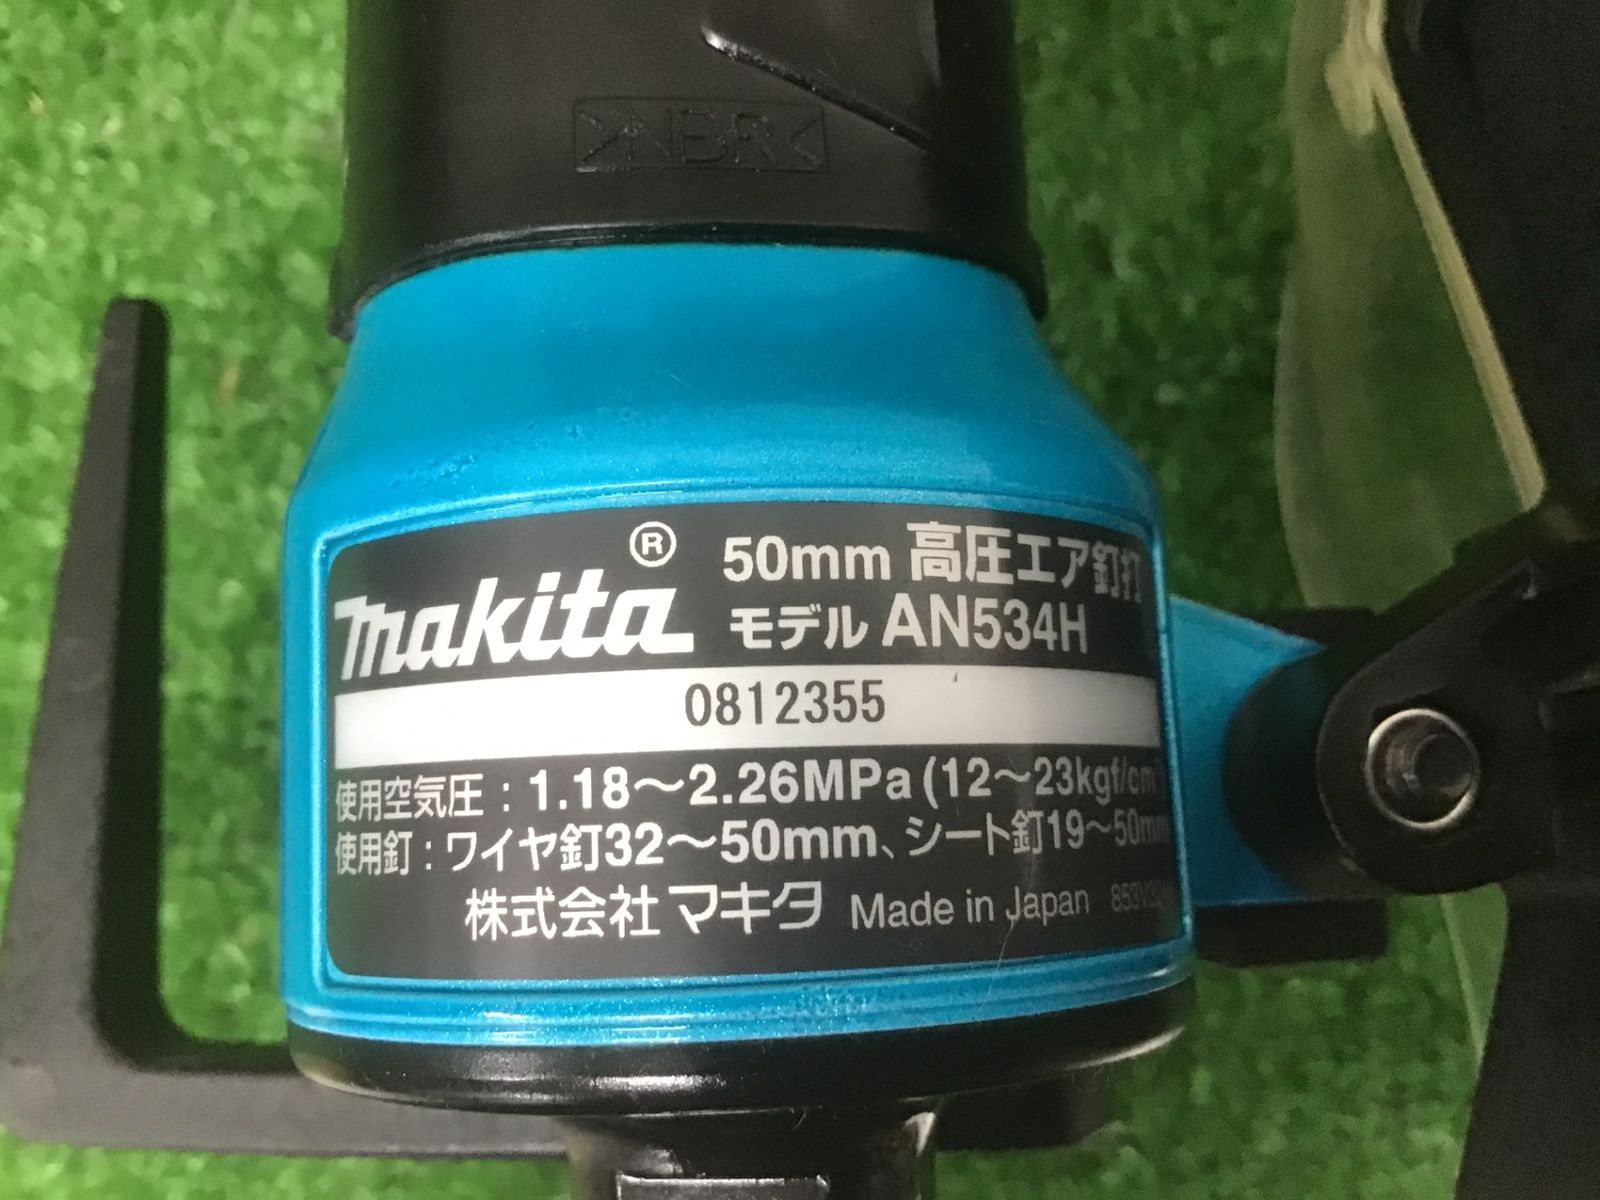 >NBR<
makita®
50mm 高圧エア釘打
モデル AN534H
0812355
使用空気圧：1.18～2.26MPa(12～23kgf/cm²
使用釘：ワイヤ釘32～50mm、シート釘19～50mm
株式会社 マキタ Made in Japan